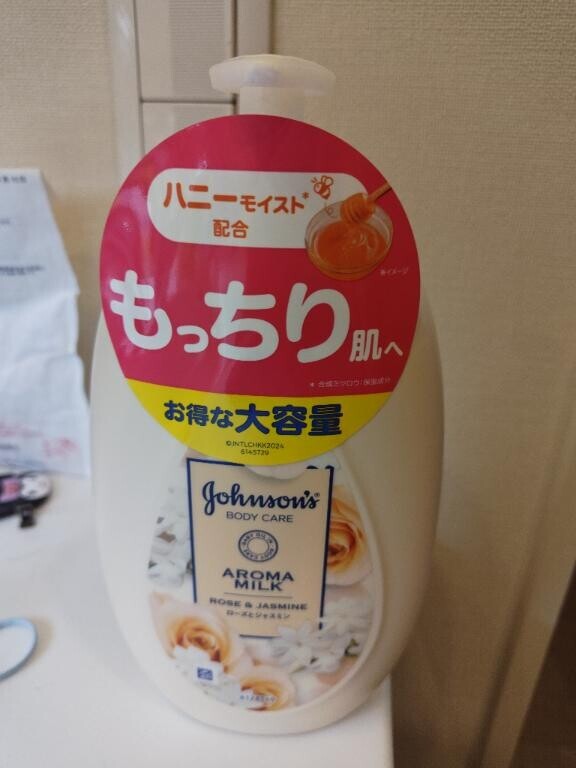 ハニーモイスト*
配合
※イメージ
もっちり肌へ
* 合成ミツロウ:保湿成分
お得な大容量
©JNTLCHKK2024
6145729
Johnson's®
BODY CARE
AROMA
MILK
ROSE & JASMINE
ローズとジャスミン